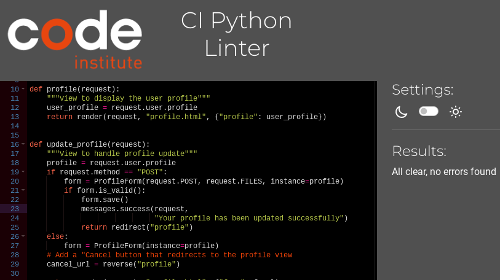 code
institute
CI Python
Linter
10 def profile(request):
11 """View to display the user profile"""
12 user_profile = request.user.profile
13 return render(request, "profile.html", {"profile": user_profile})
14
15
16 def update_profile(request):
17 """View to handle profile update"""
18 profile = request.user.profile
19 if request.method == "POST":
20 form = ProfileForm(request.POST, request.FILES, instance=profile)
21 if form.is_valid():
22 form.save()
23 messages.success(request,
24 "Your profile has been updated successfully")
25 return redirect("profile")
26 else:
27 form = ProfileForm(instance=profile)
28 # Add a "Cancel button that redirects to the profile view
29 cancel_url = reverse("profile")
30
Settings:
Results:
All clear, no errors found